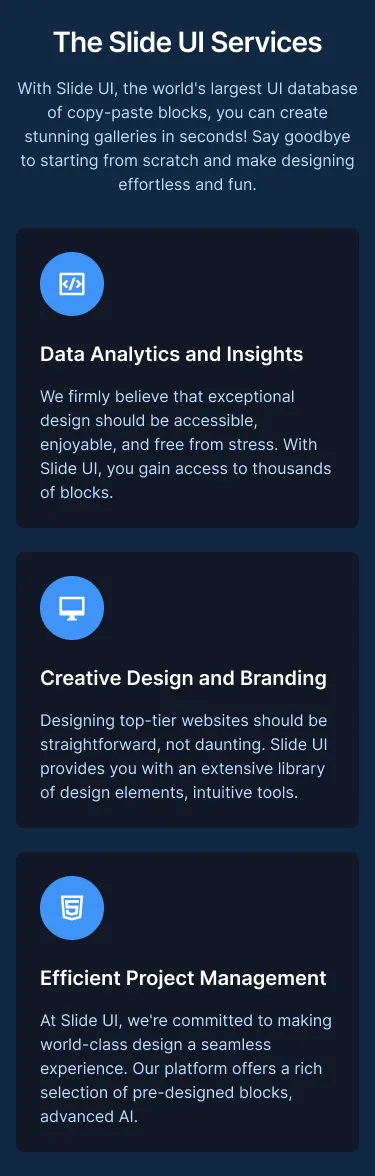 The Slide UI Services
With Slide UI, the world's largest UI database
of copy-paste blocks, you can create
stunning galleries in seconds! Say goodbye
to starting from scratch and make designing
effortless and fun.
Data Analytics and Insights
We firmly believe that exceptional
design should be accessible,
enjoyable, and free from stress. With
Slide UI, you gain access to thousands
of blocks.
Creative Design and Branding
Designing top-tier websites should be
straightforward, not daunting. Slide UI
provides you with an extensive library
of design elements, intuitive tools.
Efficient Project Management
At Slide UI, we're committed to making
world-class design a seamless
experience. Our platform offers a rich
selection of pre-designed blocks,
advanced AI.